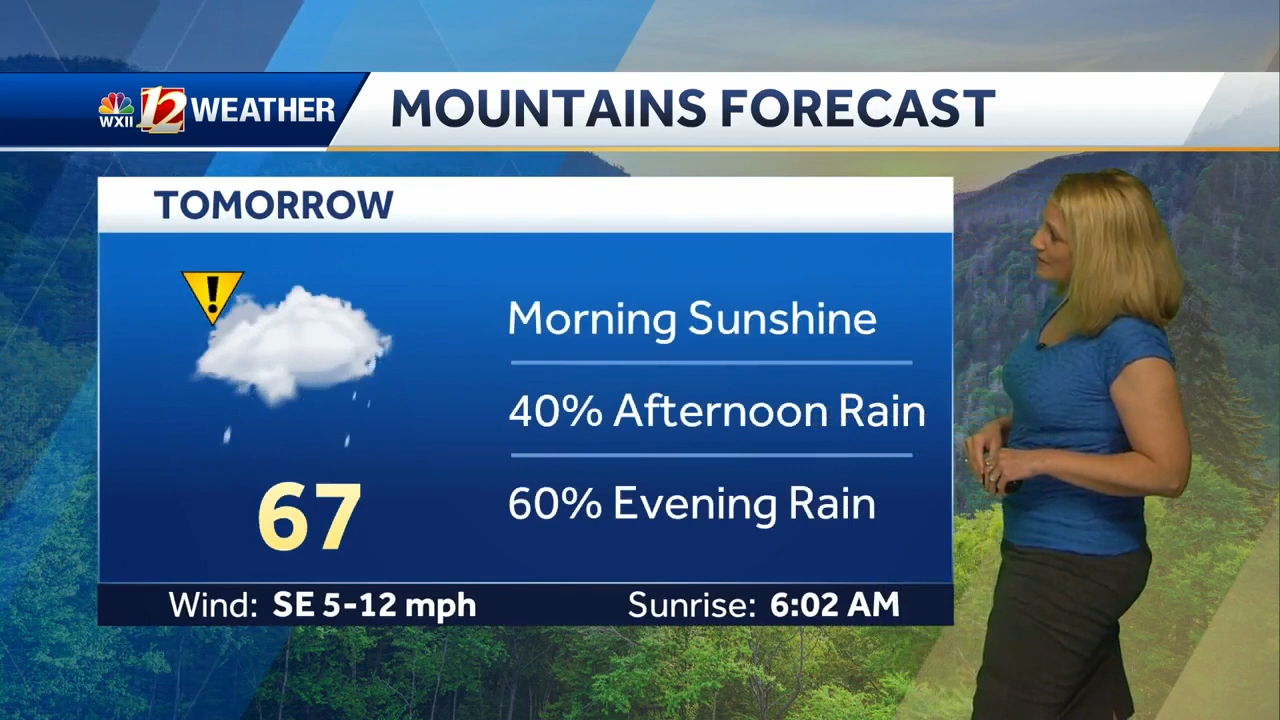 WXII 12 WEATHER
MOUNTAINS FORECAST
TOMORROW
!
Morning Sunshine
40% Afternoon Rain
60% Evening Rain
67
Wind: SE 5-12 mph
Sunrise: 6:02 AM